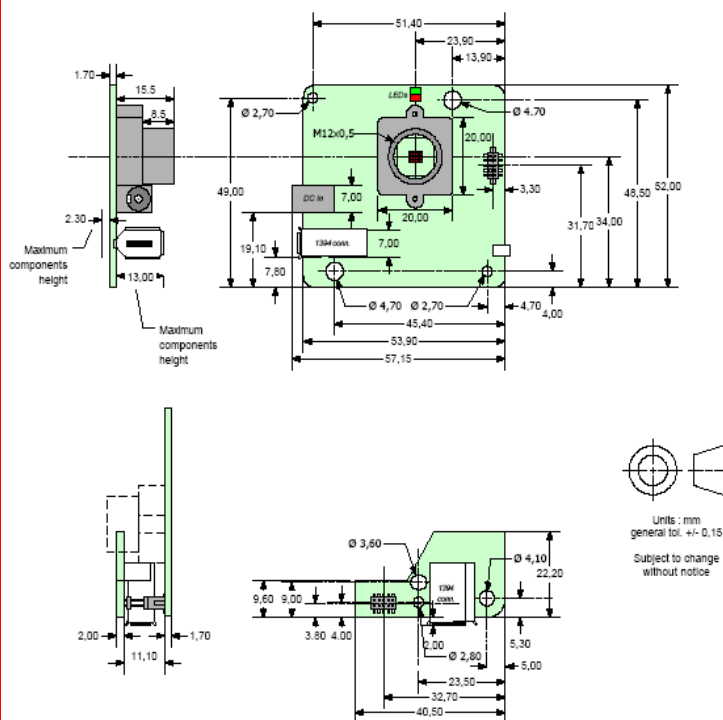 51,40
23,90
13,90
1.70
15.5
8.5
LEDs
Ø 2,70
Ø 4.70
M12x0,5
20,00
DC in
7,00
20,00
3,30
49,00
48,50
52,00
34,00
31,70
2.30
19,10
1394 conn.
7,00
7,80
Maximum
components
height
13,00
Ø 4,70 Ø 2,70
4,70
4,00
45,40
53,90
57,15
Maximum
components
height
Units : mm
general tol. +/- 0,15
Subject to change
without notice
Ø 3,60
Ø 4,10
22,20
1394
conn.
9,60
9,00
3.80
4.00
2,00
Ø 2,80
5,30
5,00
2,00
1,70
11,10
23,50
32,70
40,50